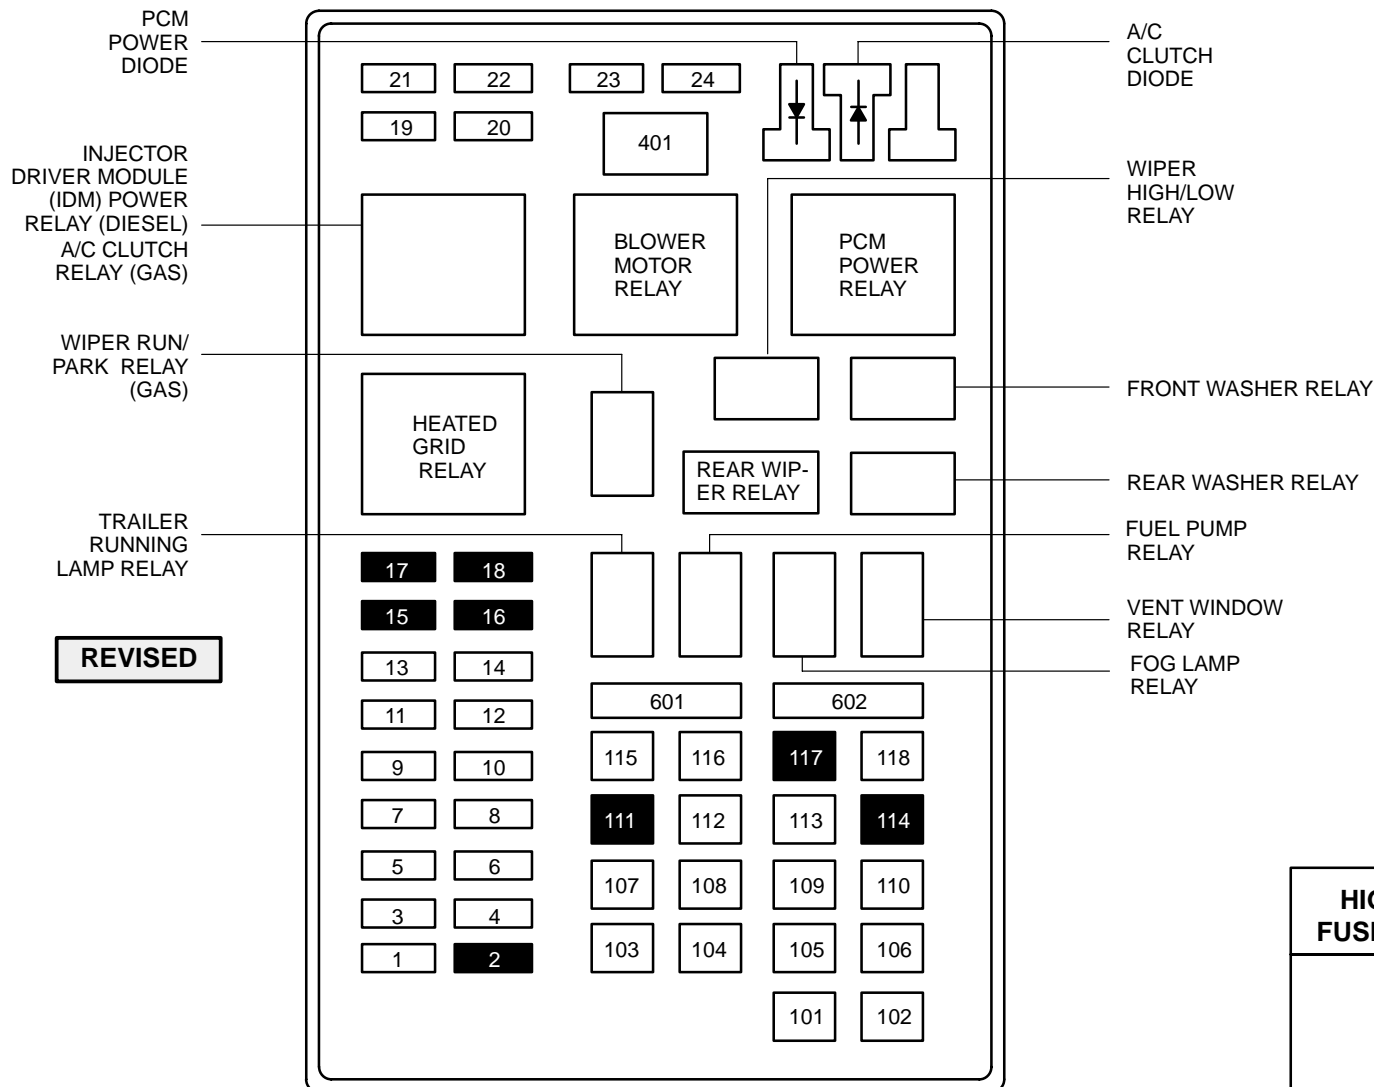 PCM
POWER
DIODE
A/C
CLUTCH
DIODE
21
22
23
24
19
20
401
INJECTOR
DRIVER MODULE
(IDM) POWER
RELAY (DIESEL)
A/C CLUTCH
RELAY (GAS)
WIPER
HIGH/LOW
RELAY
BLOWER
MOTOR
RELAY
PCM
POWER
RELAY
WIPER RUN/
PARK RELAY
(GAS)
FRONT WASHER RELAY
HEATED
GRID
RELAY
REAR WIP-
ER RELAY
REAR WASHER RELAY
TRAILER
RUNNING
LAMP RELAY
FUEL PUMP
RELAY
17
18
15
16
VENT WINDOW
RELAY
REVISED
13
14
FOG LAMP
RELAY
601
602
11
12
115
116
117
118
9
10
7
8
111
112
113
114
5
6
107
108
109
110
3
4
1
2
103
104
105
106
101
102
HIG
FUS